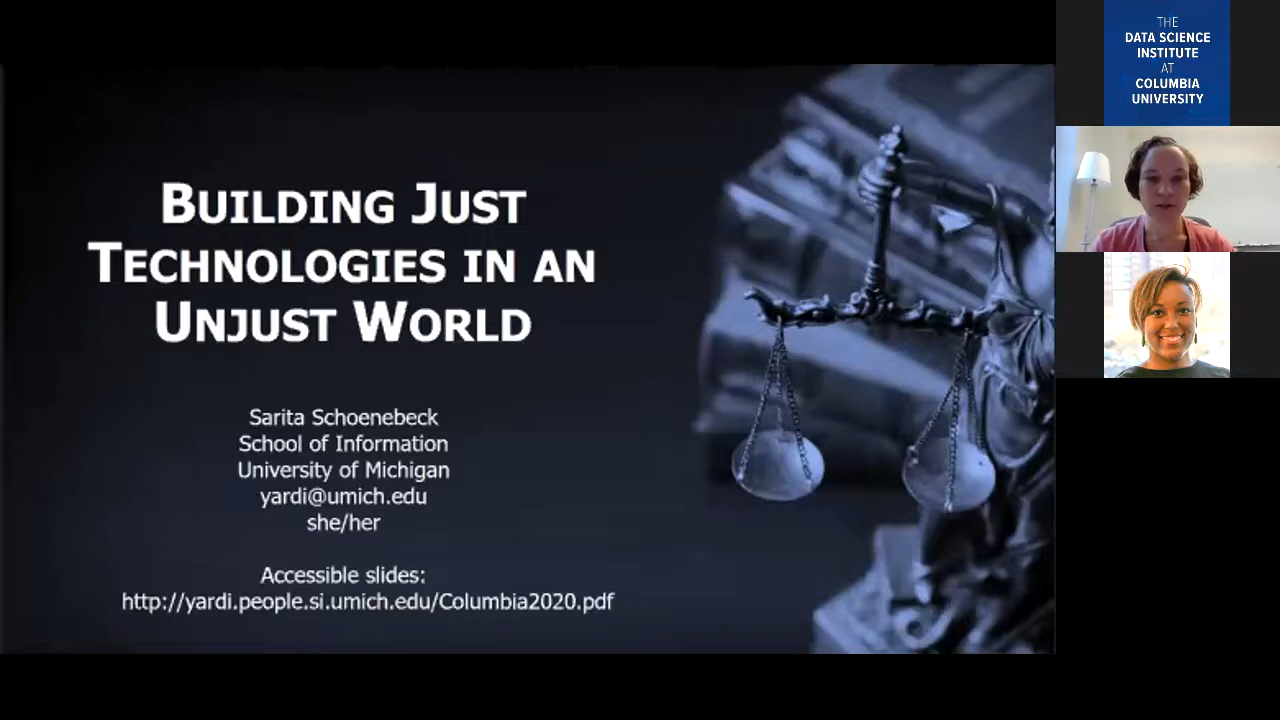 BUILDING JUST
TECHNOLOGIES IN AN
UNJUST WORLD
Sarita Schoenebeck
School of Information
University of Michigan
yardi@umich.edu
she/her
Accessible slides:
http://yardi.people.si.umich.edu/Columbia2020.pdf
THE
DATA SCIENCE
INSTITUTE
AT
COLUMBIA
UNIVERSITY